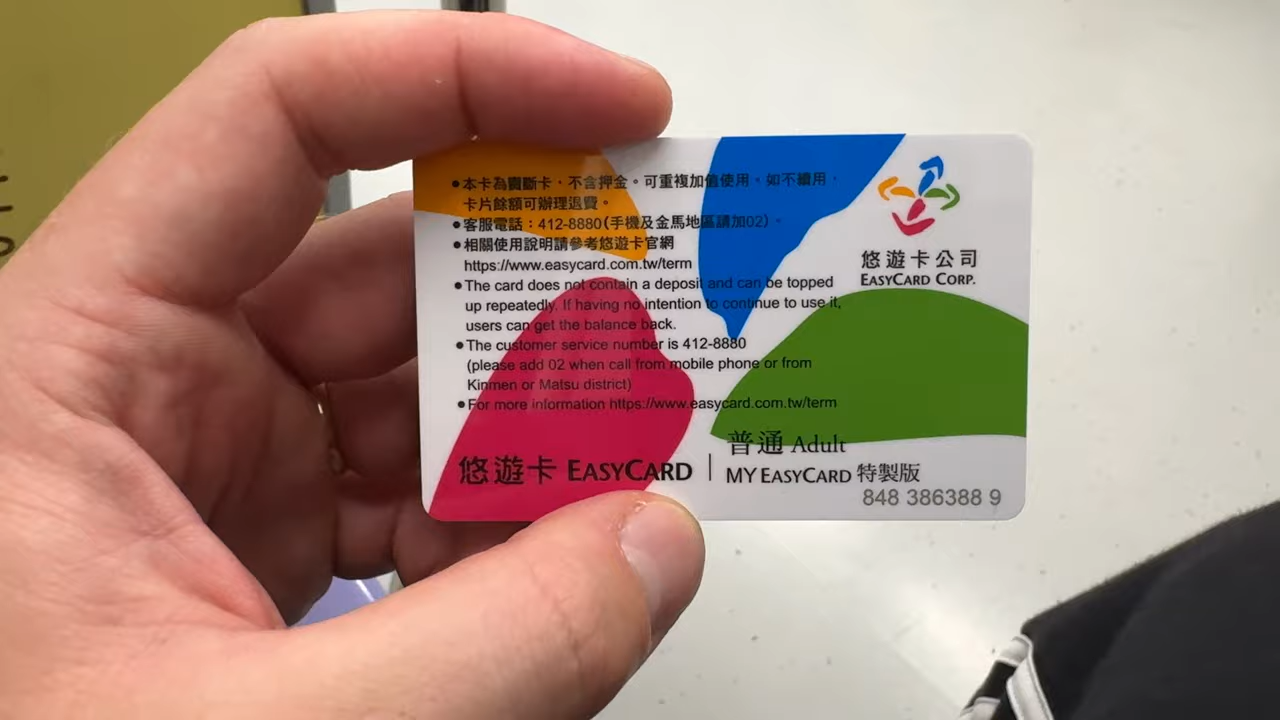 •本卡為賣斷卡，不含押金。可重複加值使用，如不續用，
卡片餘額可辦理退費。
•客服電話：412-8880(手機及金馬地區請加02)。
•相關使用說明請參考悠遊卡官網
https://www.easycard.com.tw/term
•The card does not contain a deposit and can be topped
up repeatedly. If having no intention to continue to use it,
users can get the balance back.
•The customer service number is 412-8880
(please add 02 when call from mobile phone or from
Kinmen or Matsu district)
•For more information https://www.easycard.com.tw/term
悠遊卡公司
EASYCARD CORP.
普通 Adult
悠遊卡 EASYCARD | MY EASYCARD 特製版
848 386388 9